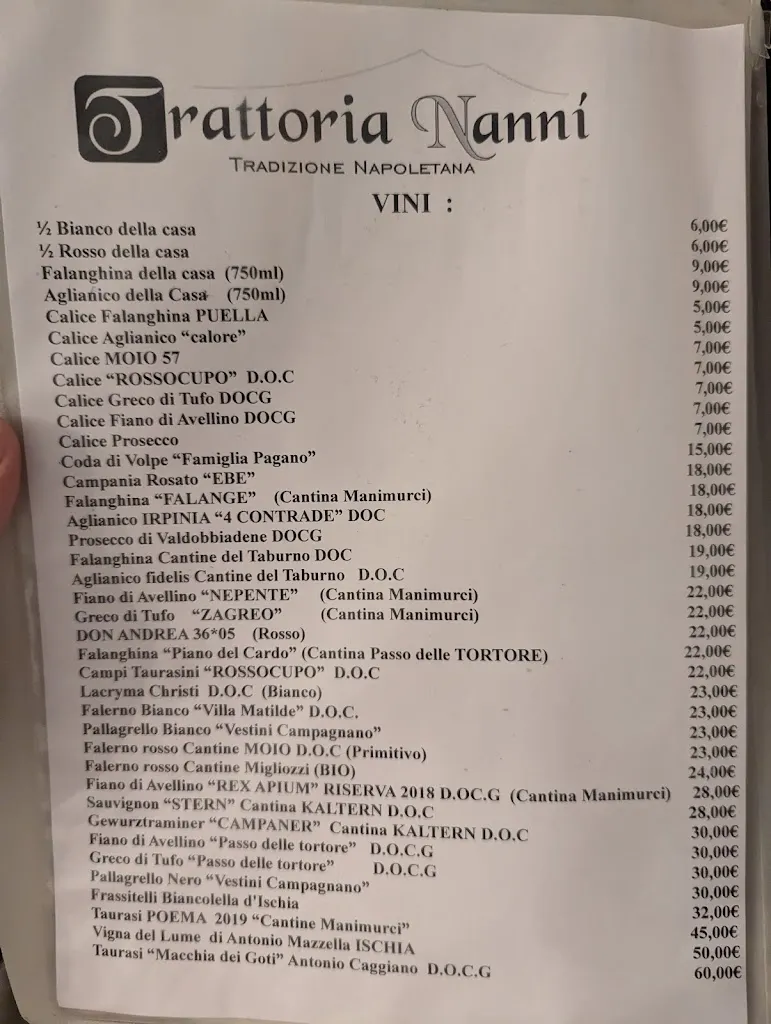 Trattoria Nanní
TRADIZIONE NAPOLETANA
VINI :
½ Bianco della casa 6,00€
½ Rosso della casa 6,00€
Falanghina della casa (750ml) 9,00€
Aglianico della Casa (750ml) 9,00€
Calice Falanghina PUELLA 5,00€
Calice Aglianico “calore” 5,00€
Calice MOIO 57 7,00€
Calice “ROSSOCUPO” D.O.C 7,00€
Calice Greco di Tufo DOCG 7,00€
Calice Fiano di Avellino DOCG 7,00€
Calice Prosecco 7,00€
Coda di Volpe “Famiglia Pagano” 15,00€
Campania Rosato “EBE” 18,00€
Falanghina “FALANGE” (Cantina Manimurci) 18,00€
Aglianico IRPINIA “4 CONTRADE” DOC 18,00€
Prosecco di Valdobbiadene DOCG 18,00€
Falanghina Cantine del Taburno DOC 19,00€
Aglianico fidelis Cantine del Taburno D.O.C 19,00€
Fiano di Avellino “NEPENTE” (Cantina Manimurci) 22,00€
Greco di Tufo “ZAGREO” (Cantina Manimurci) 22,00€
DON ANDREA 36*05 (Rosso) 22,00€
Falanghina “Piano del Cardo” (Cantina Passo delle TORTORE) 22,00€
Campi Taurasini “ROSSOCUPO” D.O.C 22,00€
Lacryma Christi D.O.C (Bianco) 23,00€
Falerno Bianco “Villa Matilde” D.O.C. 23,00€
Pallagrello Bianco “Vestini Campagnano” 23,00€
Falerno rosso Cantine MOIO D.O.C (Primitivo) 23,00€
Falerno rosso Cantine Migliozzi (BIO) 24,00€
Fiano di Avellino “REX APIUM” RISERVA 2018 D.OC.G (Cantina Manimurci) 28,00€
Sauvignon “STERN” Cantina KALTERN D.O.C 28,00€
Gewurztraminer “CAMPANER” Cantina KALTERN D.O.C 30,00€
Fiano di Avellino “Passo delle tortore” D.O.C.G 30,00€
Greco di Tufo “Passo delle tortore” D.O.C.G 30,00€
Pallagrello Nero “Vestini Campagnano” 30,00€
Frassitelli Biancolella d'Ischia 32,00€
Taurasi POEMA 2019 “Cantine Manimurci” 45,00€
Vigna del Lume di Antonio Mazzella ISCHIA 50,00€
Taurasi “Macchia dei Goti” Antonio Caggiano D.O.C.G 60,00€